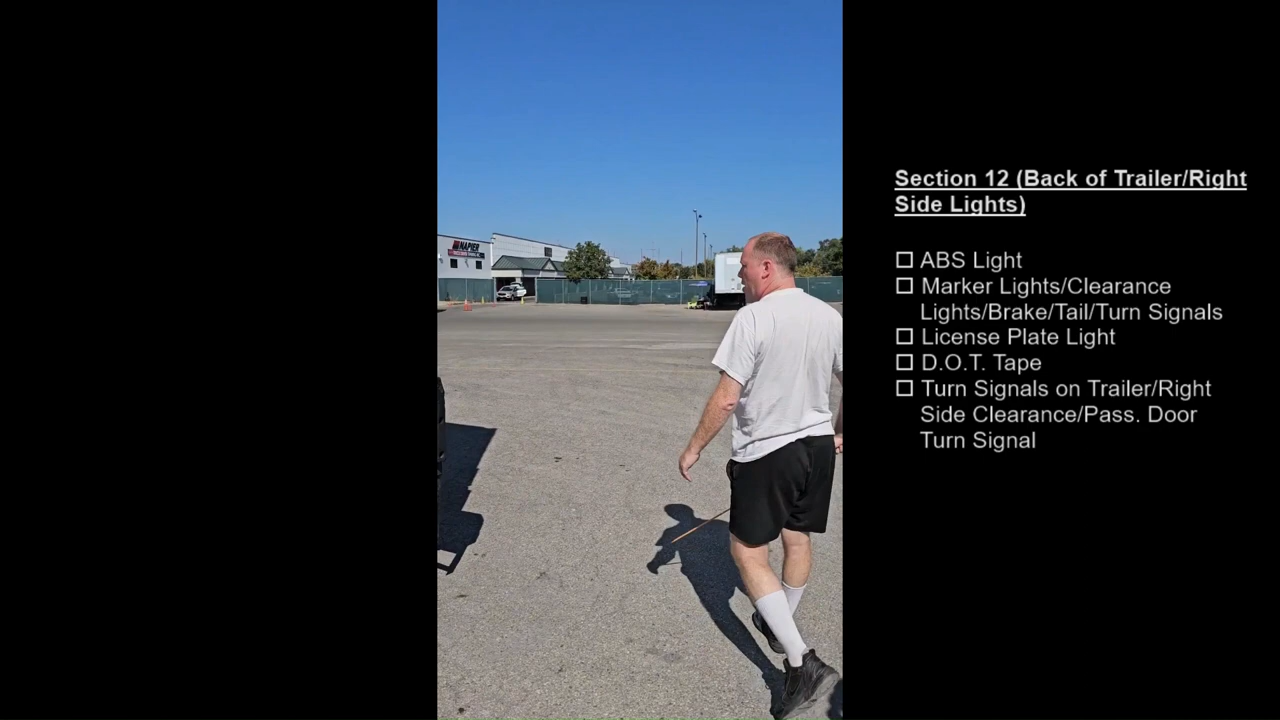 NAPIER
Section 12 (Back of Trailer/Right
Side Lights)
☐ ABS Light
☐ Marker Lights/Clearance
Lights/Brake/Tail/Turn Signals
☐ License Plate Light
☐ D.O.T. Tape
☐ Turn Signals on Trailer/Right
Side Clearance/Pass. Door
Turn Signal